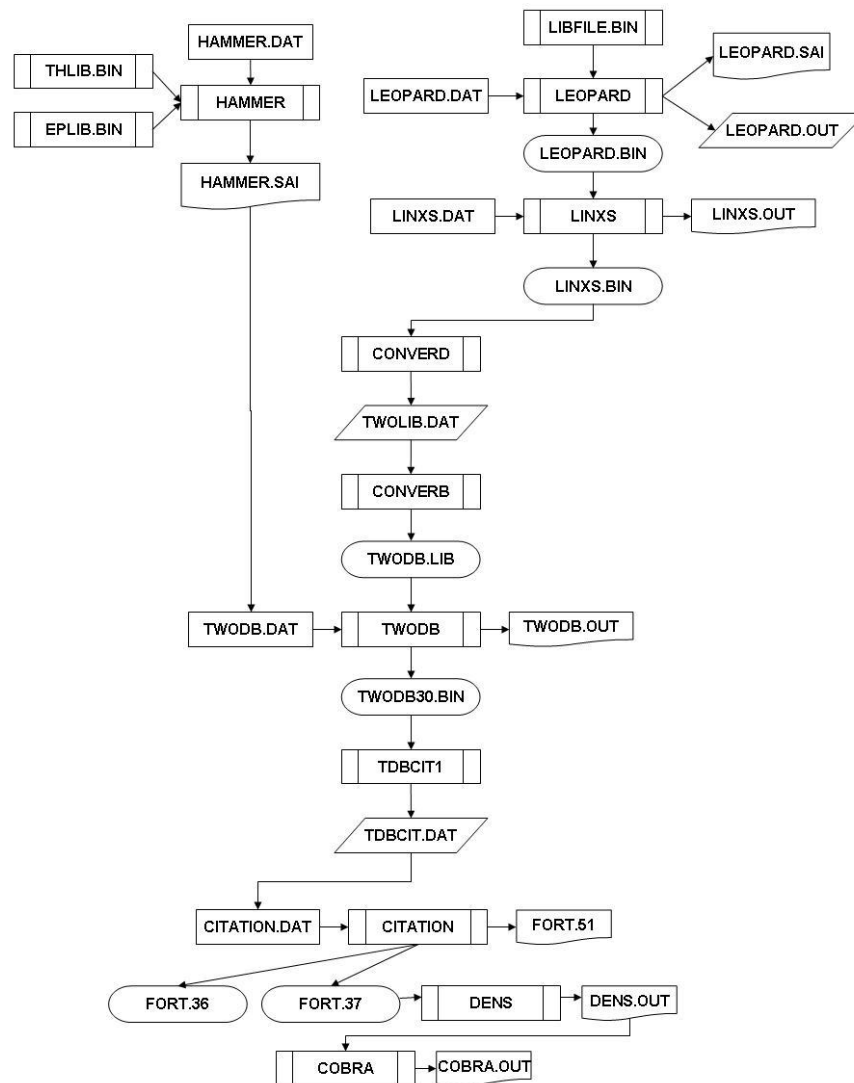 LIBFILE.BIN
HAMMER.DAT
LEOPARD.SAI
THLIB.BIN
HAMMER
LEOPARD.DAT
LEOPARD
EPLIB.BIN
LEOPARD.OUT
LEOPARD.BIN
HAMMER.SAI
LINXS.DAT
LINXS
LINXS.OUT
LINXS.BIN
CONVERD
TWOLIB.DAT
CONVERB
TWODB.LIB
TWODB.DAT
TWODB
TWODB.OUT
TWODB30.BIN
TDBCIT1
TDBCIT.DAT
CITATION.DAT
CITATION
FORT.51
FORT.36
FORT.37
DENS
DENS.OUT
COBRA
COBRA.OUT